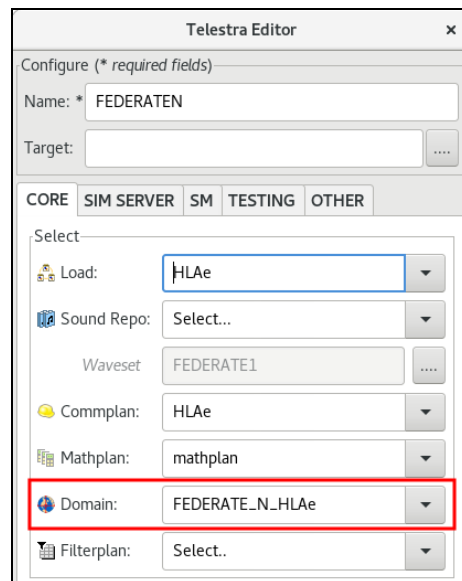 Telestra Editor ×
Configure (* required fields)
Name: * FEDERATEN
Target: ....
CORE SIM SERVER SM TESTING OTHER
Select
Load: HLAe
Sound Repo: Select...
Waveset FEDERATE1 ....
Commplan: HLAe
Mathplan: mathplan
Domain: FEDERATE_N_HLAe
Filterplan: Select..